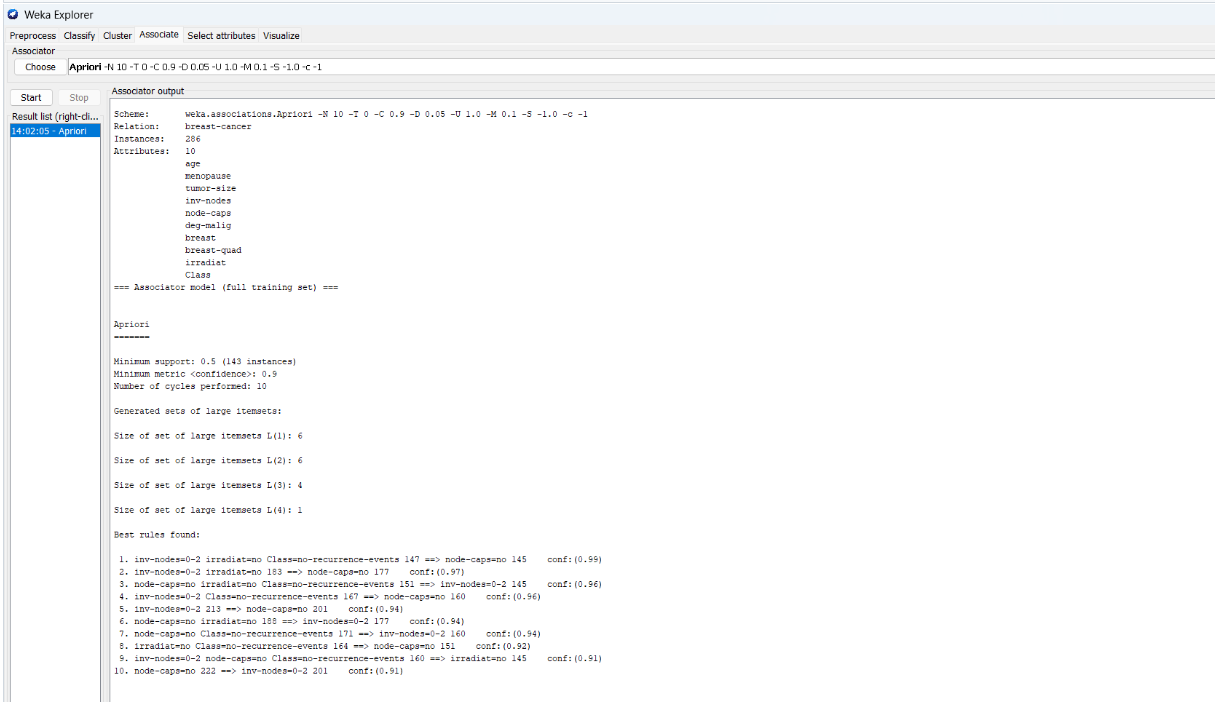 Weka Explorer
Preprocess Classify Cluster Associate Select attributes Visualize
Associator
Choose Apriori -N 10 -T 0 -C 0.9 -D 0.05 -U 1.0 -M 0.1 -S -1.0 -c -1
Start Stop
Associator output
Result list (right-cli...
14:02:05 - Apriori
Scheme: weka.associations.Apriori -N 10 -T 0 -C 0.9 -D 0.05 -U 1.0 -M 0.1 -S -1.0 -c -1
Relation: breast-cancer
Instances: 286
Attributes: 10
age
menopause
tumor-size
inv-nodes
node-caps
deg-malig
breast
breast-quad
irradiat
Class
=== Associator model (full training set) ===
Apriori
=======
Minimum support: 0.5 (143 instances)
Minimum metric <confidence>: 0.9
Number of cycles performed: 10
Generated sets of large itemsets:
Size of set of large itemsets L(1): 6
Size of set of large itemsets L(2): 6
Size of set of large itemsets L(3): 4
Size of set of large itemsets L(4): 1
Best rules found:
1. inv-nodes=0-2 irradiat=no Class=no-recurrence-events 147 ==> node-caps=no 145 conf:(0.99)
2. inv-nodes=0-2 irradiat=no 183 ==> node-caps=no 177 conf:(0.97)
3. node-caps=no irradiat=no Class=no-recurrence-events 151 ==> inv-nodes=0-2 145 conf:(0.96)
4. inv-nodes=0-2 Class=no-recurrence-events 167 ==> node-caps=no 160 conf:(0.96)
5. inv-nodes=0-2 213 ==> node-caps=no 201 conf:(0.94)
6. node-caps=no irradiat=no 188 ==> inv-nodes=0-2 177 conf:(0.94)
7. node-caps=no Class=no-recurrence-events 171 ==> inv-nodes=0-2 160 conf:(0.94)
8. irradiat=no Class=no-recurrence-events 164 ==> node-caps=no 151 conf:(0.92)
9. inv-nodes=0-2 node-caps=no Class=no-recurrence-events 160 ==> irradiat=no 145 conf:(0.91)
10. node-caps=no 222 ==> inv-nodes=0-2 201 conf:(0.91)